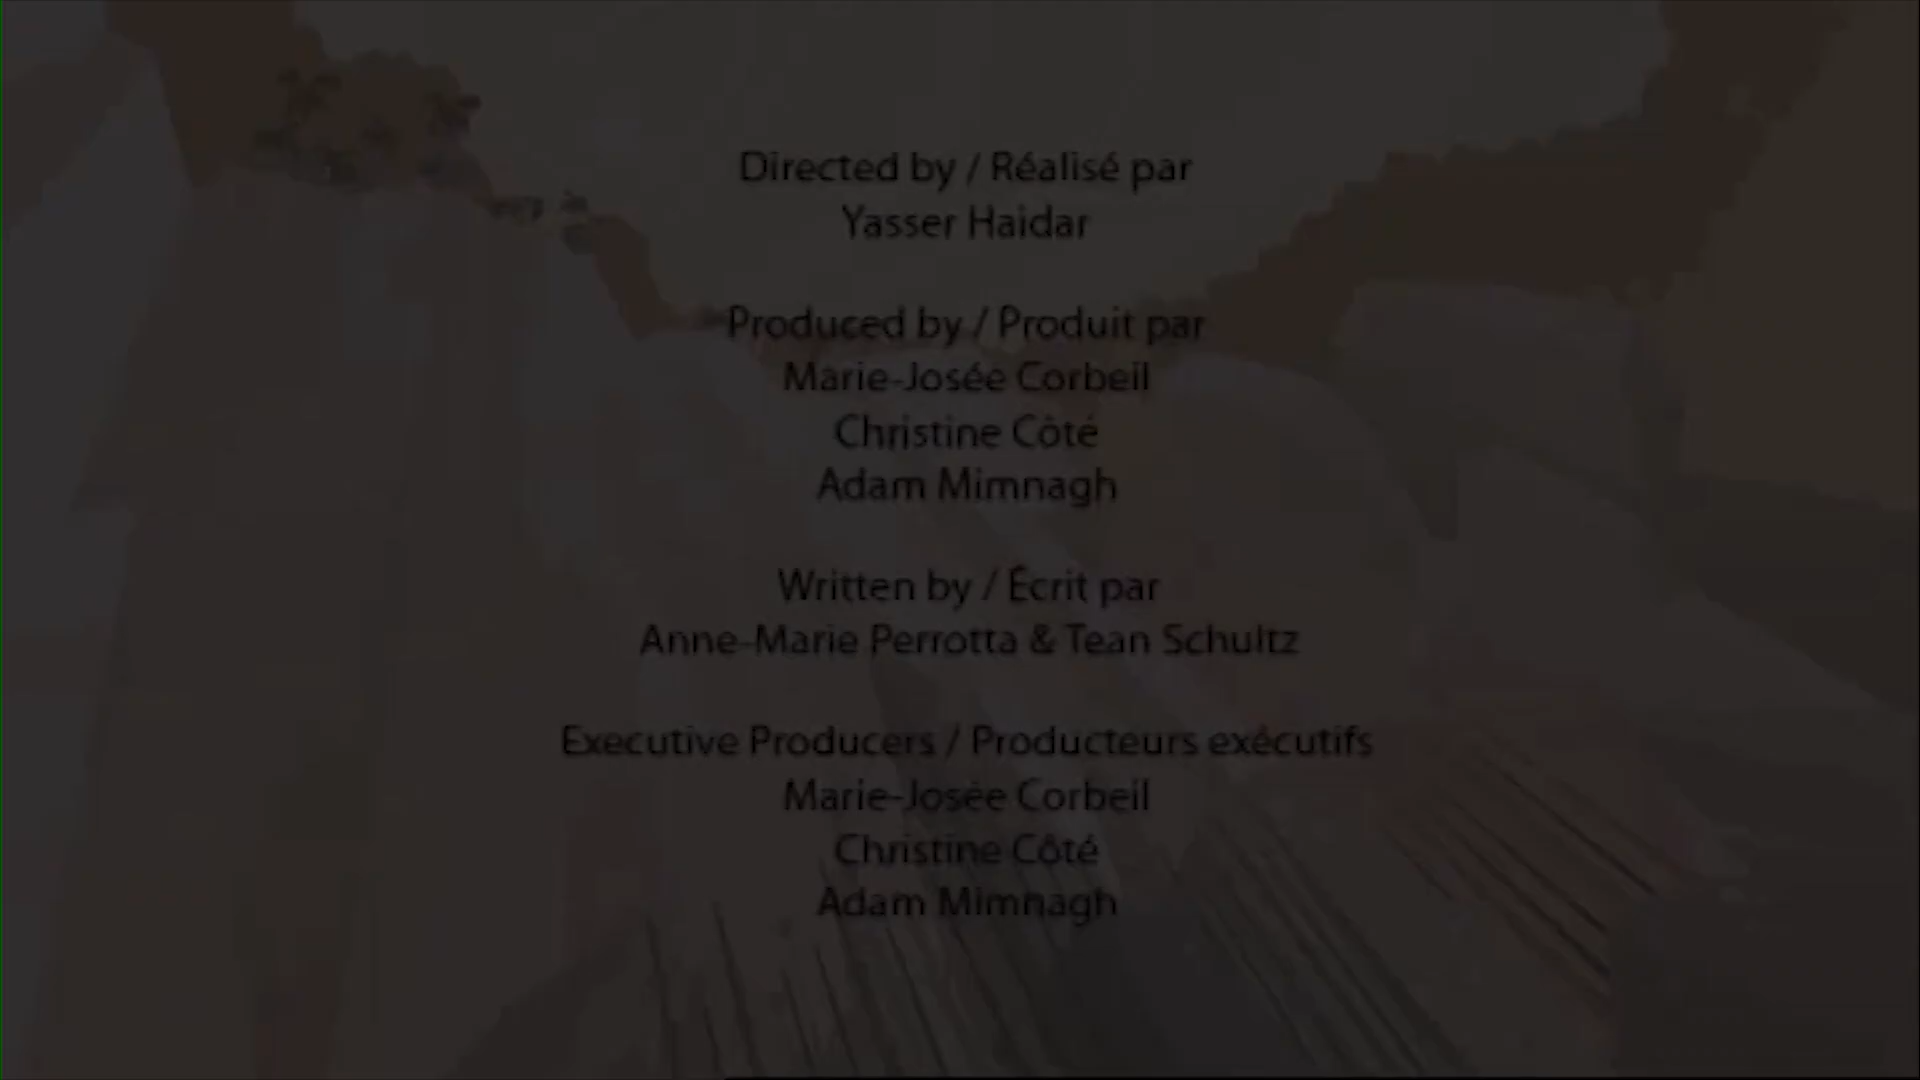 Directed by / Réalisé par
Yasser Haidar
Produced by / Produit par
Marie-Josée Corbeil
Christine Côté
Adam Mimnagh
Written by / Écrit par
Anne-Marie Perrotta & Tean Schultz
Executive Producers / Producteurs exécutifs
Marie-Josée Corbeil
Christine Côté
Adam Mimnagh